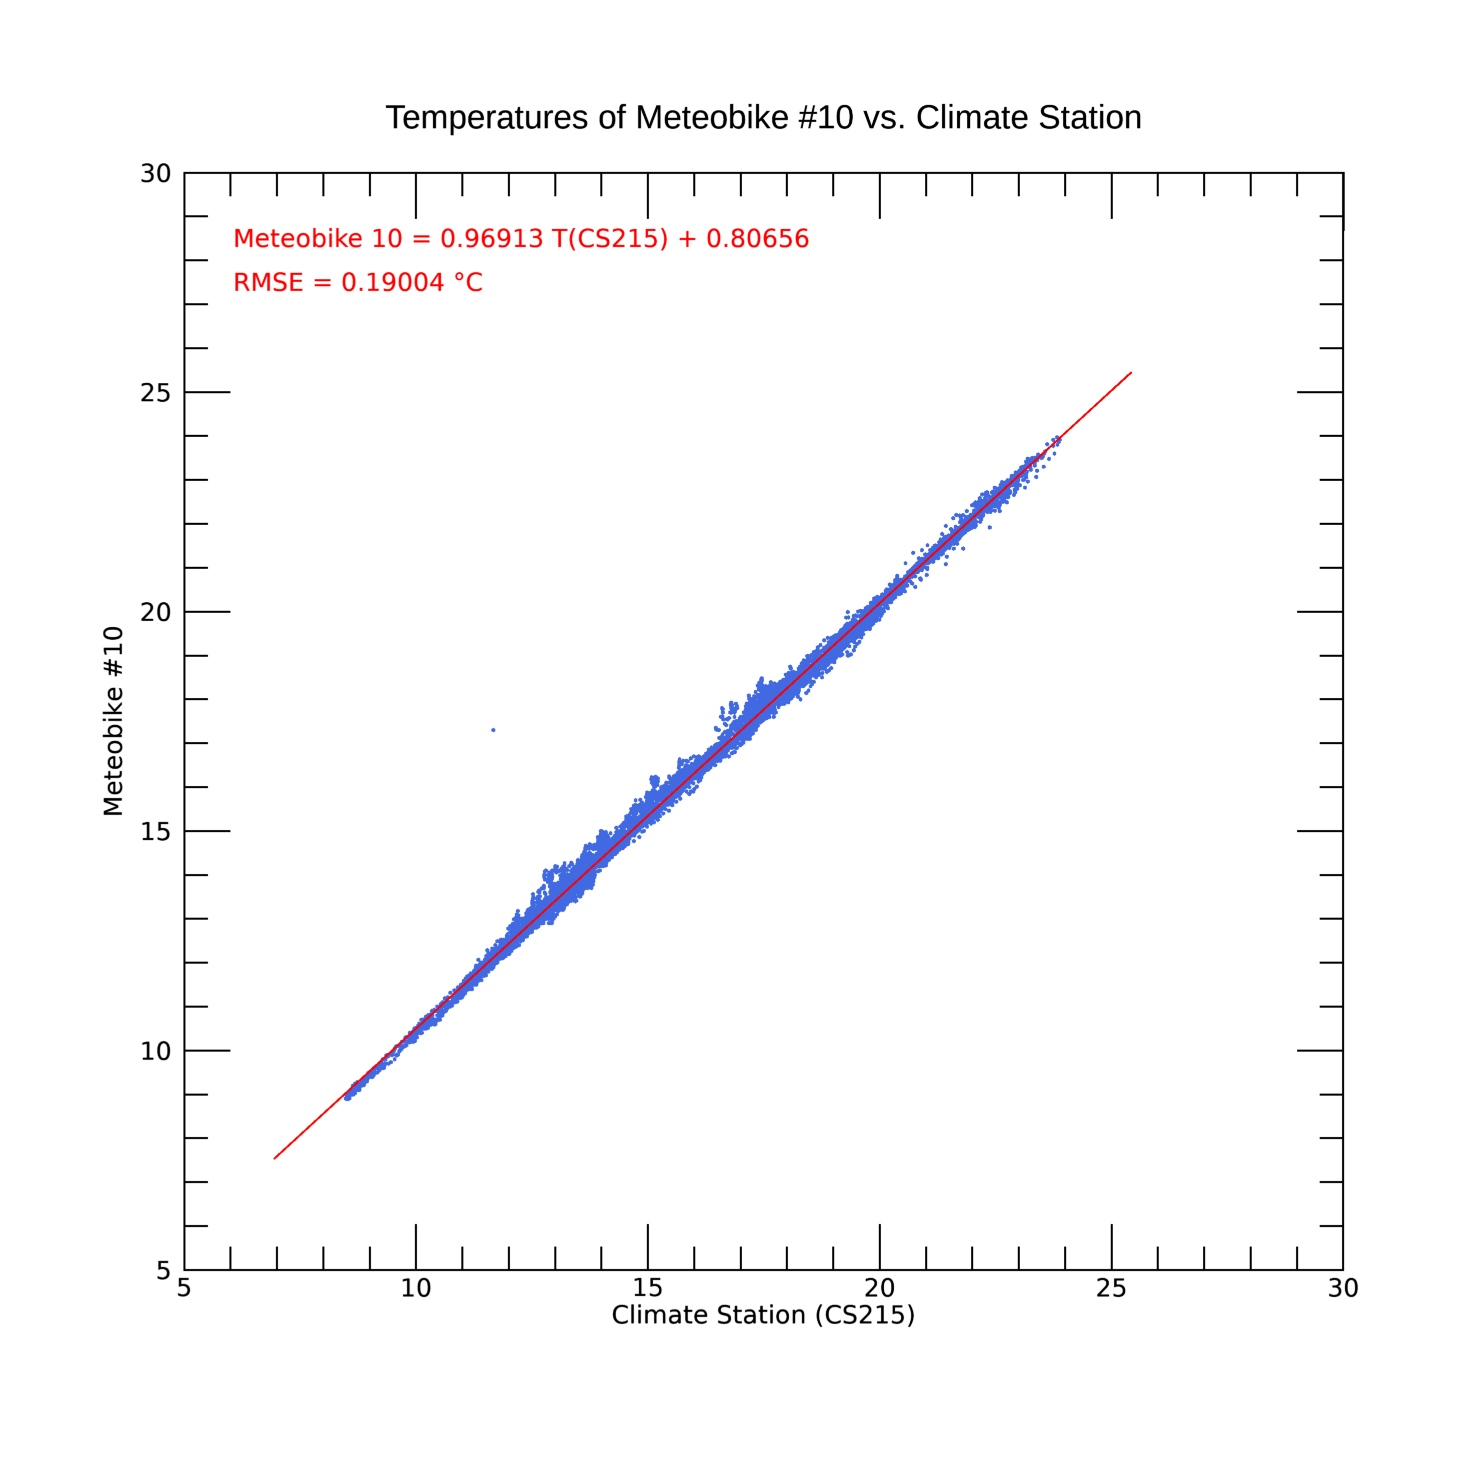 Temperatures of Meteobike #10 vs. Climate Station
30
Meteobike 10 = 0.96913 T(CS215) + 0.80656
RMSE = 0.19004 °C
25
20
Meteobike #10
15
10
5
5 10 15 20 25 30
Climate Station (CS215)